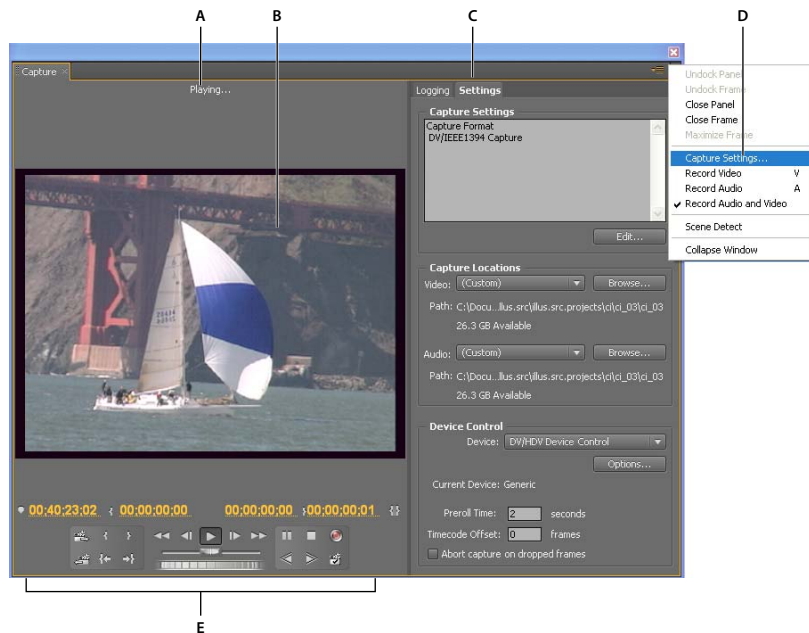 A B C D
Capture ×
Playing...
Logging Settings
Capture Settings
Capture Format
DV/IEEE1394 Capture
Edit...
Capture Locations
Video: (Custom) Browse...
Path: C:\Docu...llus.src\illus.src.projects\ci\ci_03\ci_03
26.3 GB Available
Audio: (Custom) Browse...
Path: C:\Docu...llus.src\illus.src.projects\ci\ci_03\ci_03
26.3 GB Available
Device Control
Device: DV/HDV Device Control
Options...
Current Device: Generic
Preroll Time: 2 seconds
Timecode Offset: 0 frames
Abort capture on dropped frames
00;40;23;02 { 00;00;00;00 00;00;00;00 } 00;00;00;01 {}
Undock Panel
Undock Frame
Close Panel
Close Frame
Maximize Frame
Capture Settings...
Record Video V
Record Audio A
Record Audio and Video
Scene Detect
Collapse Window
E